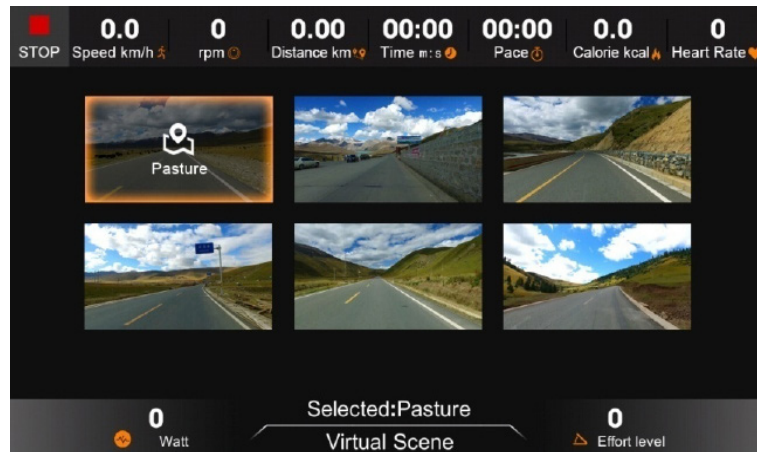 STOP
0.0
Speed km/h
0
rpm
0.00
Distance km
00:00
Time m:s
00:00
Pace
0.0
Calorie kcal
0
Heart Rate
Pasture
0
Watt
Selected:Pasture
Virtual Scene
0
Effort level